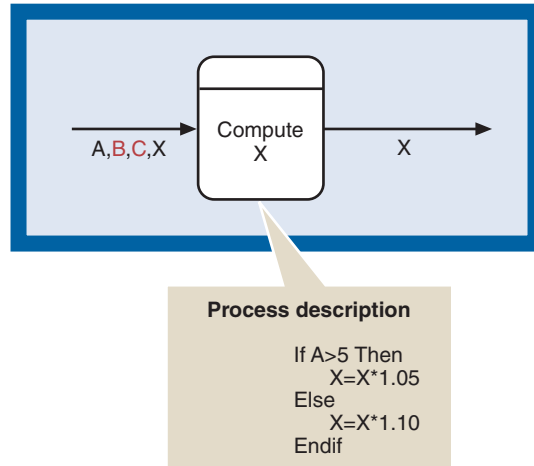 Compute
X
A,B,C,X
X
Process description
If A>5 Then
X=X*1.05
Else
X=X*1.10
Endif